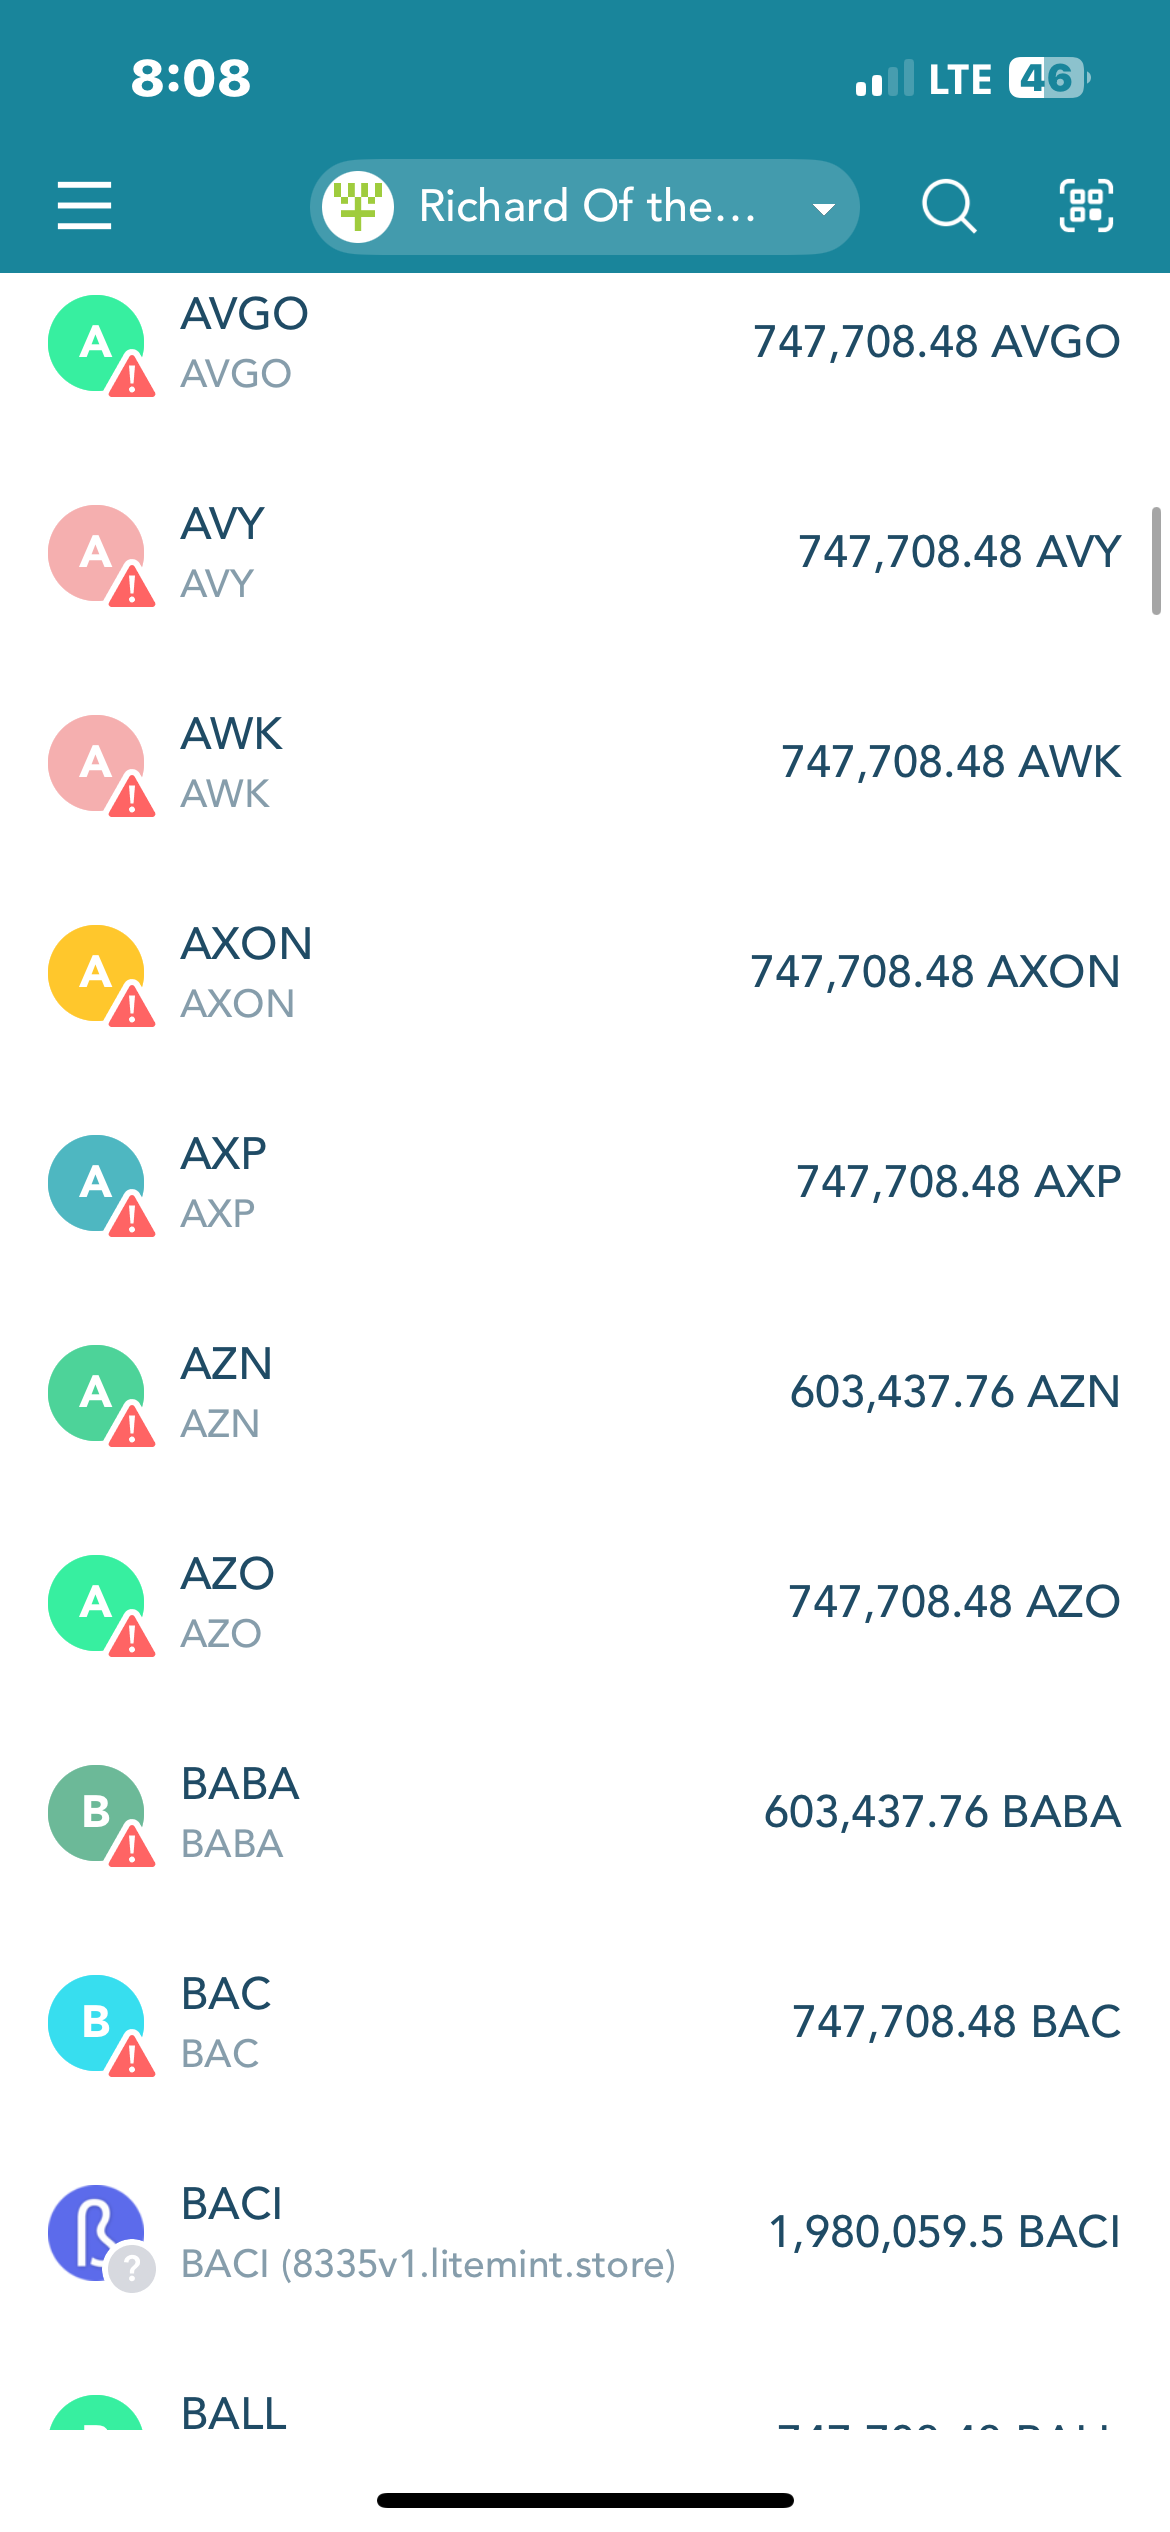 8:08
LTE 46
Richard Of the...
A
AVGO
AVGO
747,708.48 AVGO
A
AVY
AVY
747,708.48 AVY
A
AWK
AWK
747,708.48 AWK
A
AXON
AXON
747,708.48 AXON
A
AXP
AXP
747,708.48 AXP
A
AZN
AZN
603,437.76 AZN
A
AZO
AZO
747,708.48 AZO
B
BABA
BABA
603,437.76 BABA
B
BAC
BAC
747,708.48 BAC
BACI
BACI (8335v1.litemint.store)
1,980,059.5 BACI
BALL